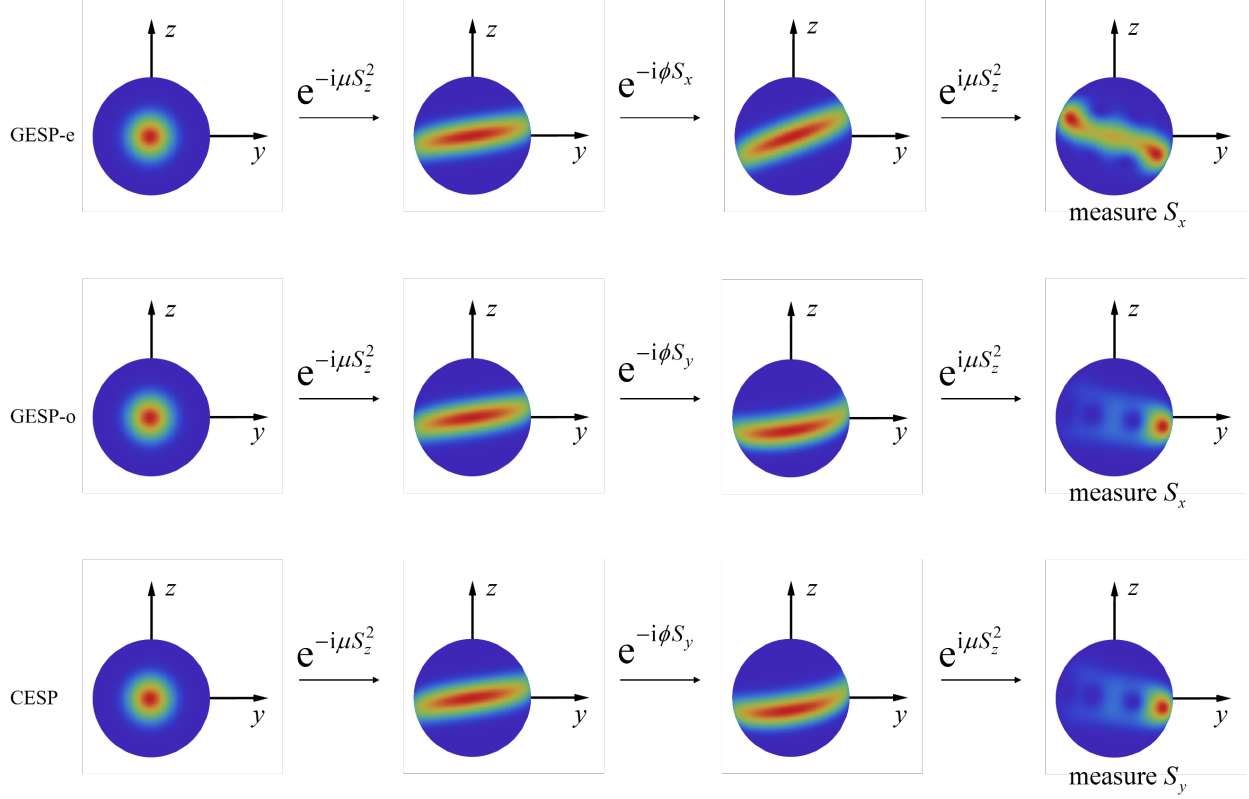 z z z z
GESP-e y e^{-iμS_z^2} y e^{-iϕS_x} y e^{iμS_z^2} y
measure S_x
z z z z
GESP-o y e^{-iμS_z^2} y e^{-iϕS_y} y e^{iμS_z^2} y
measure S_x
z z z z
CESP y e^{-iμS_z^2} y e^{-iϕS_y} y e^{iμS_z^2} y
measure S_y